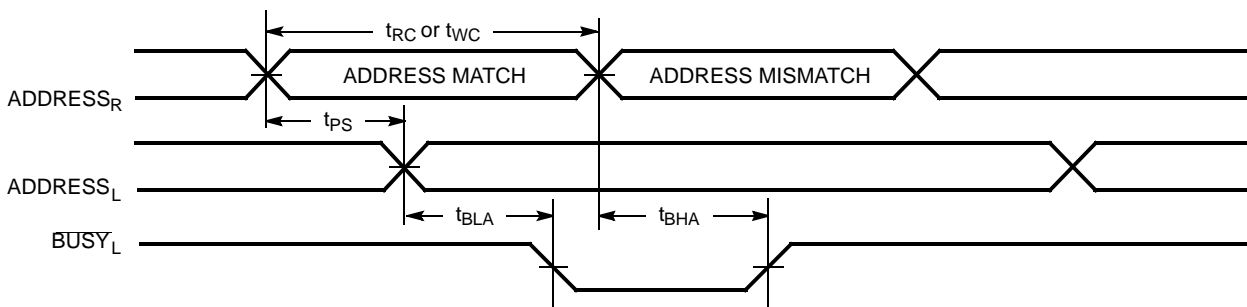 tRC or tWC
ADDRESS MATCH
ADDRESS MISMATCH
ADDRESSR
tPS
ADDRESSL
tBLA
tBHA
BUSYL